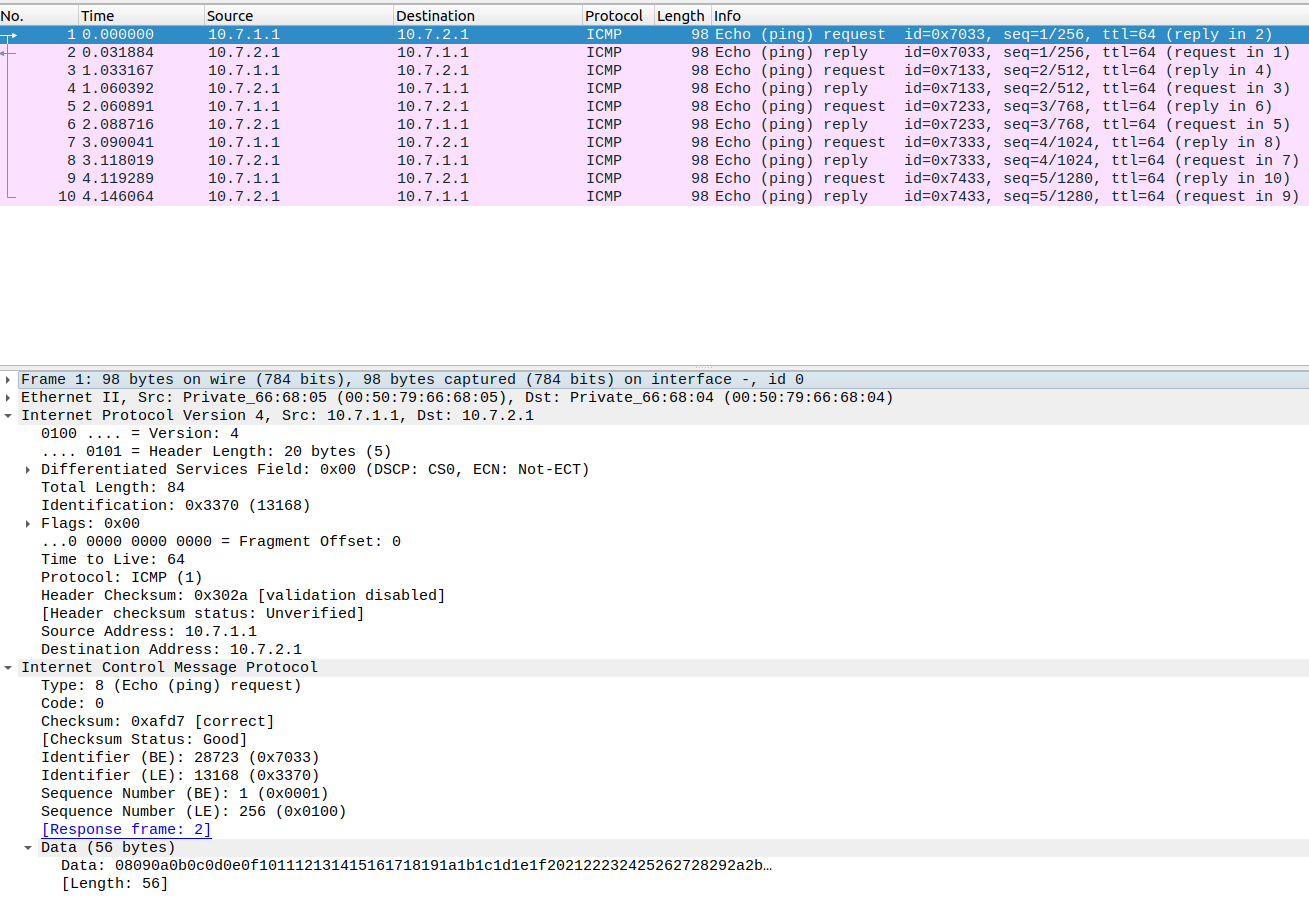 No. Time Source Destination Protocol Length Info
1 0.000000 10.7.1.1 10.7.2.1 ICMP 98 Echo (ping) request id=0x7033, seq=1/256, ttl=64 (reply in 2)
2 0.031884 10.7.2.1 10.7.1.1 ICMP 98 Echo (ping) reply id=0x7033, seq=1/256, ttl=64 (request in 1)
3 1.033167 10.7.1.1 10.7.2.1 ICMP 98 Echo (ping) request id=0x7133, seq=2/512, ttl=64 (reply in 4)
4 1.060392 10.7.2.1 10.7.1.1 ICMP 98 Echo (ping) reply id=0x7133, seq=2/512, ttl=64 (request in 3)
5 2.060891 10.7.1.1 10.7.2.1 ICMP 98 Echo (ping) request id=0x7233, seq=3/768, ttl=64 (reply in 6)
6 2.088716 10.7.2.1 10.7.1.1 ICMP 98 Echo (ping) reply id=0x7233, seq=3/768, ttl=64 (request in 5)
7 3.090041 10.7.1.1 10.7.2.1 ICMP 98 Echo (ping) request id=0x7333, seq=4/1024, ttl=64 (reply in 8)
8 3.118019 10.7.2.1 10.7.1.1 ICMP 98 Echo (ping) reply id=0x7333, seq=4/1024, ttl=64 (request in 7)
9 4.119289 10.7.1.1 10.7.2.1 ICMP 98 Echo (ping) request id=0x7433, seq=5/1280, ttl=64 (reply in 10)
10 4.146064 10.7.2.1 10.7.1.1 ICMP 98 Echo (ping) reply id=0x7433, seq=5/1280, ttl=64 (request in 9)
Frame 1: 98 bytes on wire (784 bits), 98 bytes captured (784 bits) on interface -, id 0
Ethernet II, Src: Private_66:68:05 (00:50:79:66:68:05), Dst: Private_66:68:04 (00:50:79:66:68:04)
Internet Protocol Version 4, Src: 10.7.1.1, Dst: 10.7.2.1
0100 .... = Version: 4
.... 0101 = Header Length: 20 bytes (5)
Differentiated Services Field: 0x00 (DSCP: CS0, ECN: Not-ECT)
Total Length: 84
Identification: 0x3370 (13168)
Flags: 0x00
...0 0000 0000 0000 = Fragment Offset: 0
Time to Live: 64
Protocol: ICMP (1)
Header Checksum: 0x302a [validation disabled]
[Header checksum status: Unverified]
Source Address: 10.7.1.1
Destination Address: 10.7.2.1
Internet Control Message Protocol
Type: 8 (Echo (ping) request)
Code: 0
Checksum: 0xafd7 [correct]
[Checksum Status: Good]
Identifier (BE): 28723 (0x7033)
Identifier (LE): 13168 (0x3370)
Sequence Number (BE): 1 (0x0001)
Sequence Number (LE): 256 (0x0100)
[Response frame: 2]
Data (56 bytes)
Data: 08090a0b0c0d0e0f101112131415161718191a1b1c1d1e1f202122232425262728292a2b…
[Length: 56]